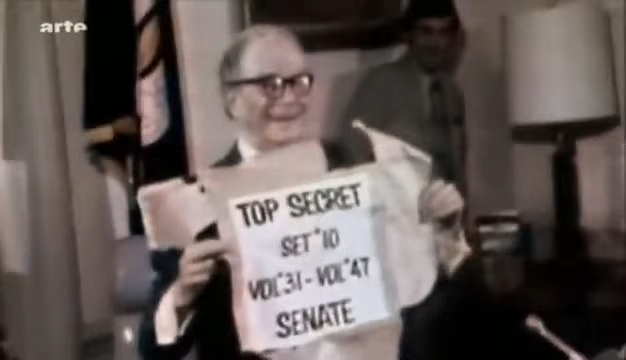 arte
TOP SECRET
SET #10
VOL #31 - VOL #47
SENATE